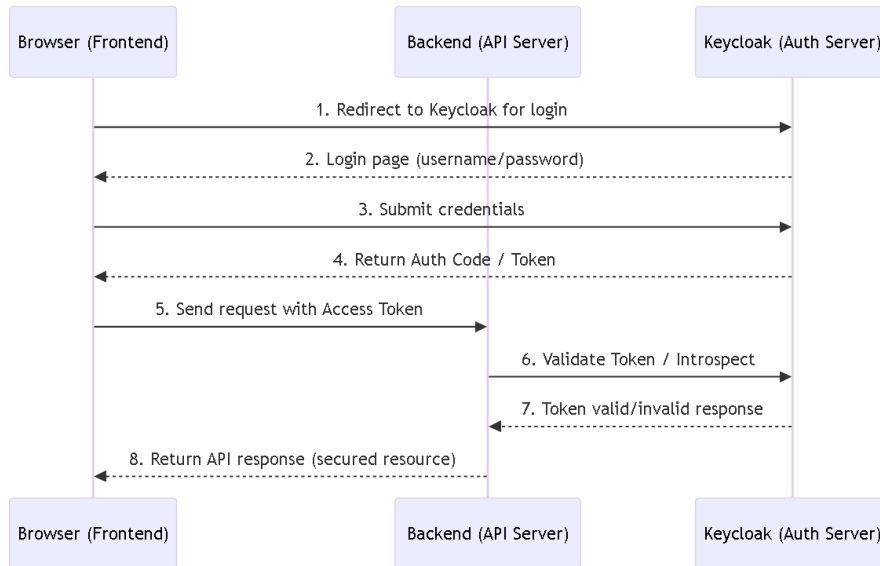 Browser (Frontend)
Backend (API Server)
Keycloak (Auth Server)
1. Redirect to Keycloak for login
2. Login page (username/password)
3. Submit credentials
4. Return Auth Code / Token
5. Send request with Access Token
6. Validate Token / Introspect
7. Token valid/invalid response
8. Return API response (secured resource)
Browser (Frontend)
Backend (API Server)
Keycloak (Auth Server)